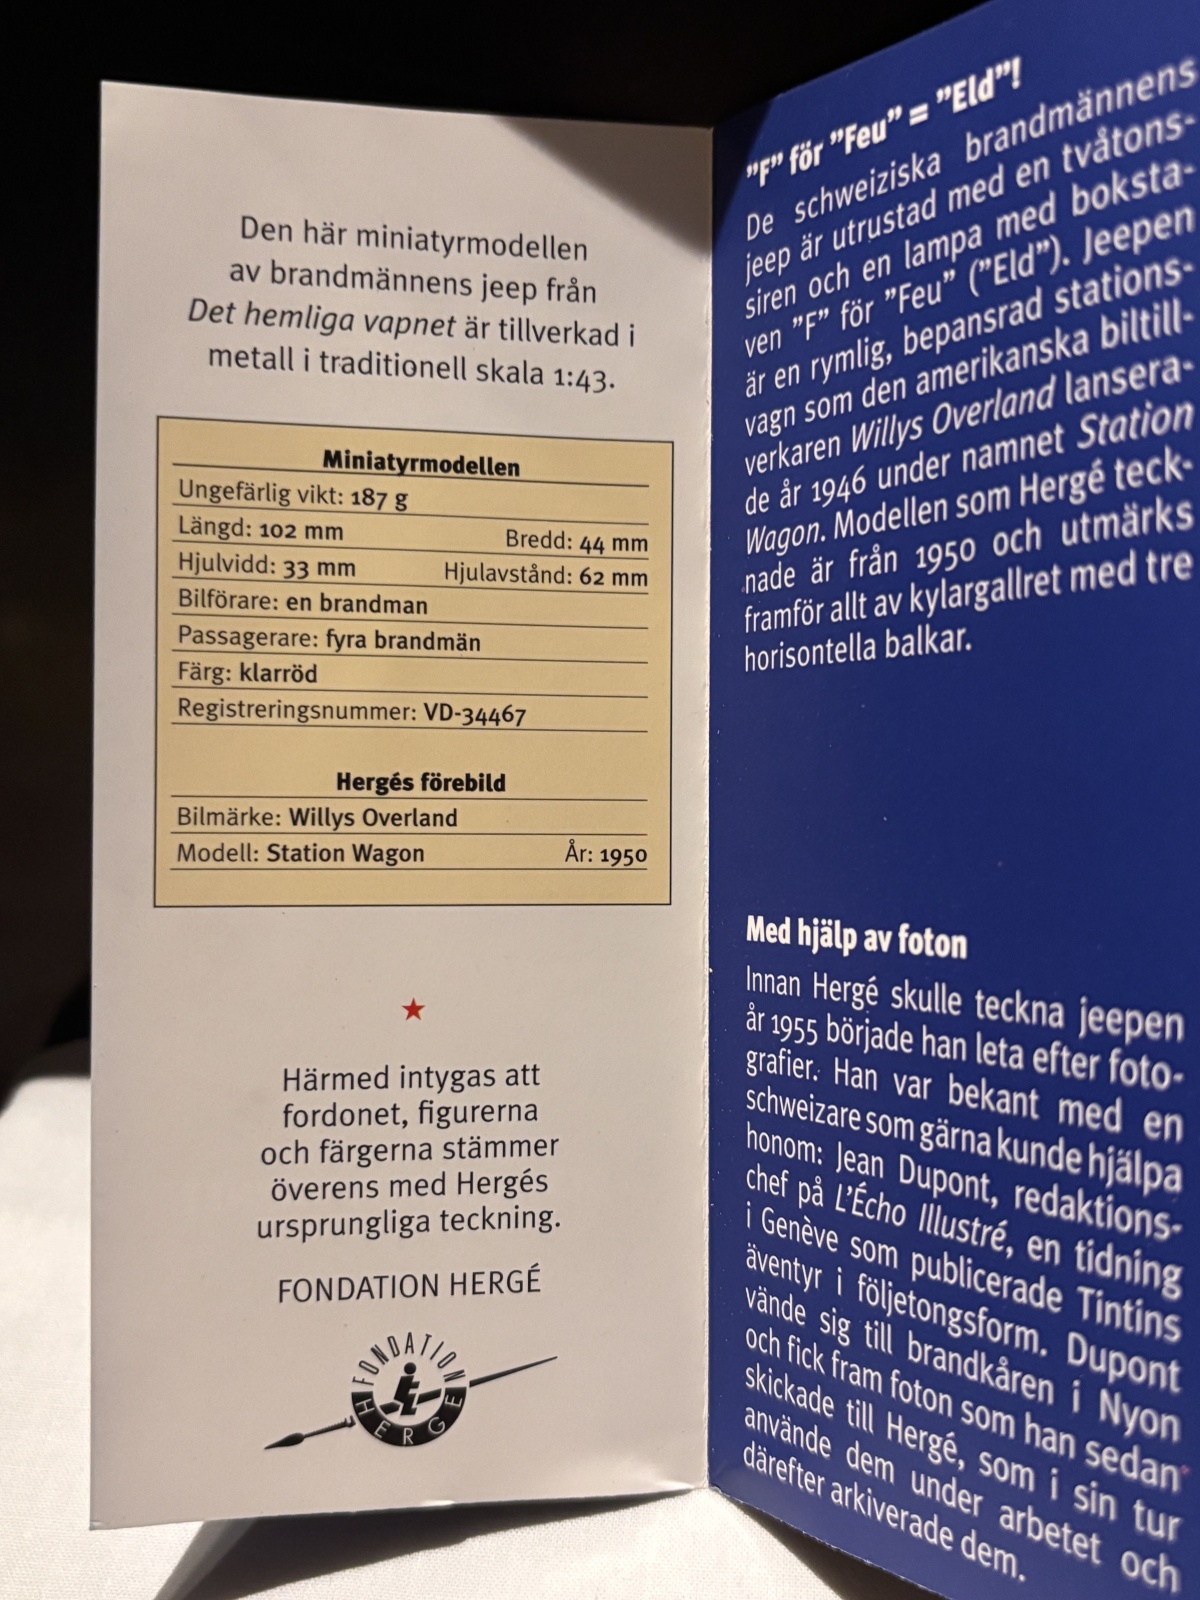 Den här miniatyrmodellen
av brandmännens jeep från
Det hemliga vapnet är tillverkad i
metall i traditionell skala 1:43.
Miniatyrmodellen
Ungefärlig vikt: 187 g
Längd: 102 mm Bredd: 44 mm
Hjulvidd: 33 mm Hjulavstånd: 62 mm
Bilförare: en brandman
Passagerare: fyra brandmän
Färg: klarröd
Registreringsnummer: VD-34467
Hergés förebild
Bilmärke: Willys Overland
Modell: Station Wagon År: 1950
Härmed intygas att
fordonet, figurerna
och färgerna stämmer
överens med Hergés
ursprungliga teckning.
FONDATION HERGÉ
FONDATION
HERGÉ
"F" för "Feu" = "Eld"!
De schweiziska brandmännens
jeep är utrustad med en tvåtons-
siren och en lampa med boksta-
ven "F" för "Feu" ("Eld"). Jeepen
är en rymlig, bepansrad stations-
vagn som den amerikanska biltill-
verkaren Willys Overland lansera-
de år 1946 under namnet Station
Wagon. Modellen som Hergé teck-
nade är från 1950 och utmärks
framför allt av kylargallret med tre
horisontella balkar.
Med hjälp av foton
Innan Hergé skulle teckna jeepen
år 1955 började han leta efter foto-
grafier. Han var bekant med en
schweizare som gärna kunde hjälpa
honom: Jean Dupont, redaktions-
chef på L'Écho Illustré, en tidning
i Genève som publicerade Tintins
äventyr i följetongsform. Dupont
vände sig till brandkåren i Nyon
och fick fram foton som han sedan
skickade till Hergé, som i sin tur
använde dem under arbetet och
därefter arkiverade dem.